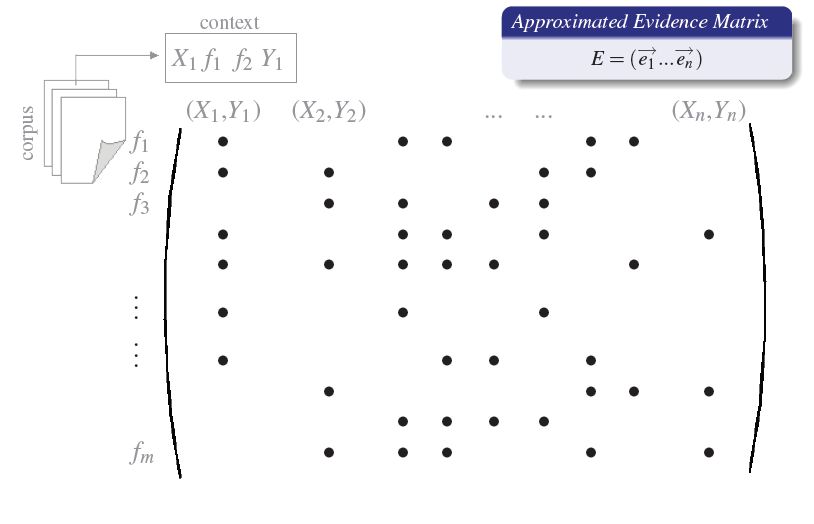 context
Approximated Evidence Matrix
X₁ f₁ f₂ Y₁
E = (e₁⃗ ... eₙ⃗)
corpus
(X₁,Y₁) (X₂,Y₂) ... ... (Xₙ,Yₙ)
f₁
f₂
f₃
⋮
⋮
fₘ